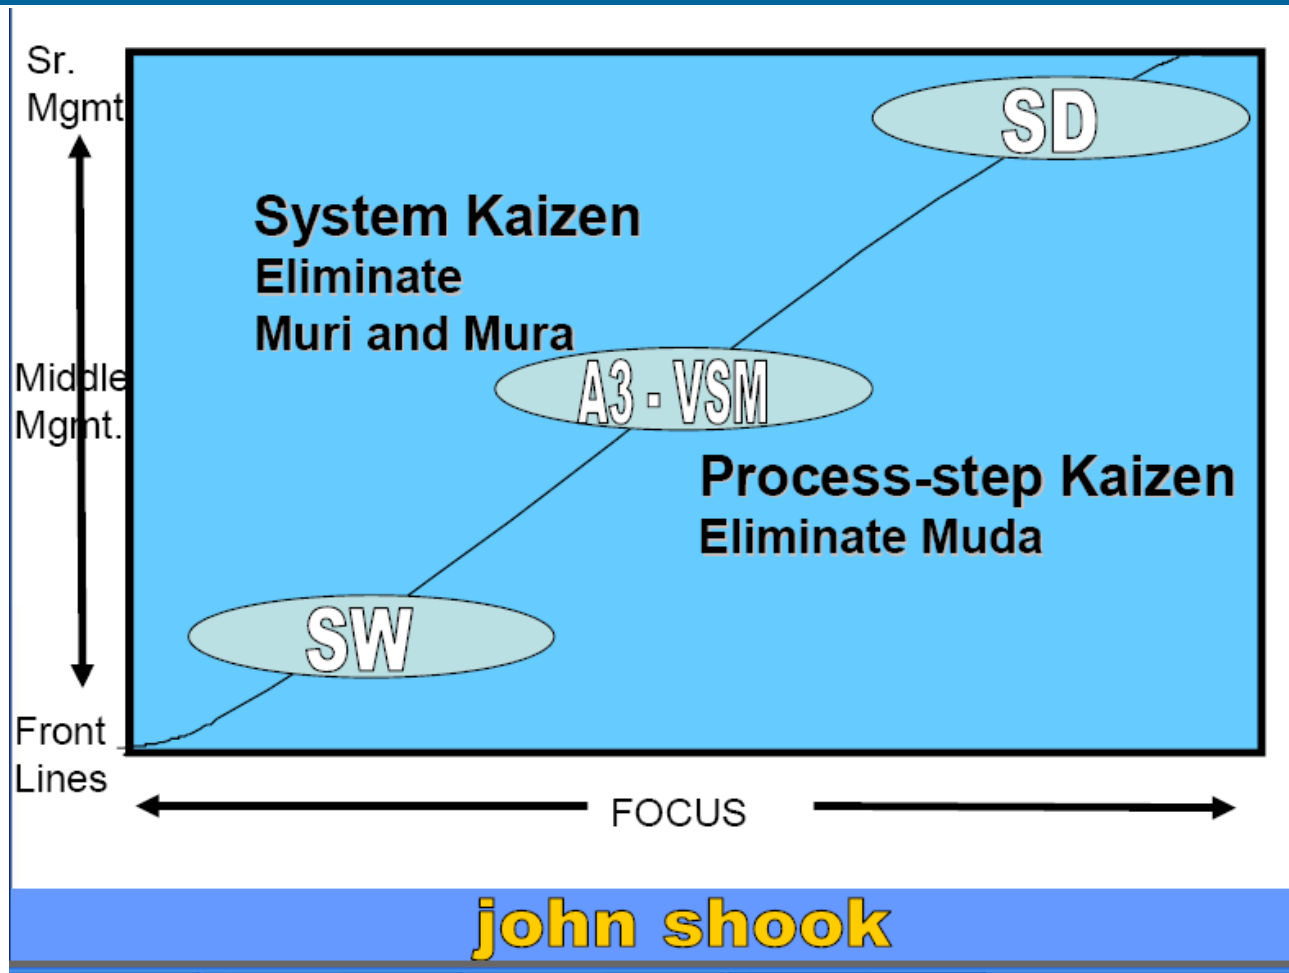 Sr.
Mgmt
SD
System Kaizen
Eliminate
Muri and Mura
Middle
Mgmt.
A3 - VSM
Process-step Kaizen
Eliminate Muda
SW
Front
Lines
FOCUS
john shook